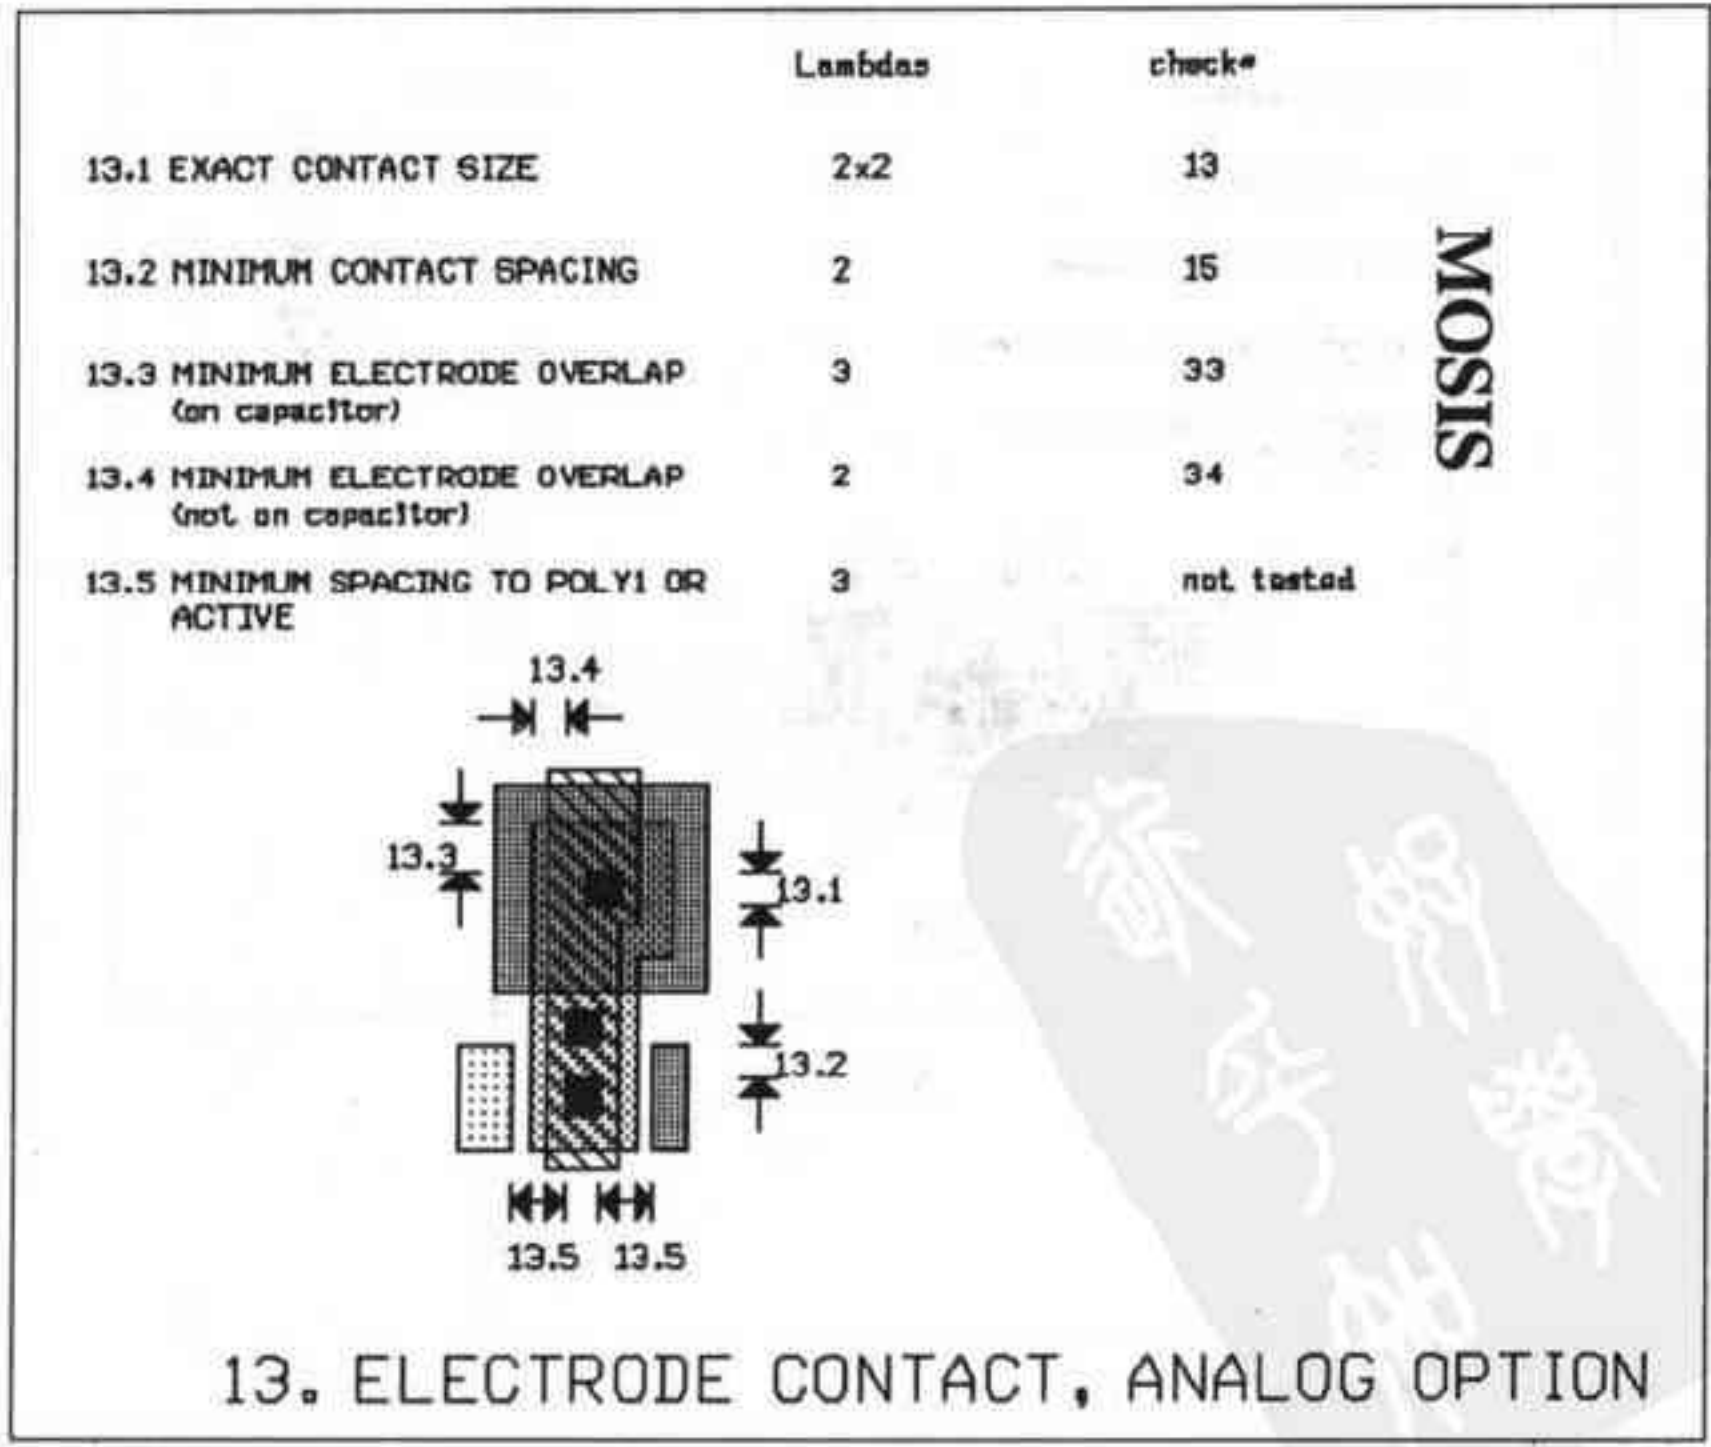 Lambdas check#
13.1 EXACT CONTACT SIZE 2x2 13
13.2 MINIMUM CONTACT SPACING 2 15
13.3 MINIMUM ELECTRODE OVERLAP 3 33
(on capacitor)
13.4 MINIMUM ELECTRODE OVERLAP 2 34
(not on capacitor)
13.5 MINIMUM SPACING TO POLY1 OR 3 not tested
ACTIVE
MOSIS
13.4
13.3
13.1
13.2
13.5 13.5
13. ELECTRODE CONTACT, ANALOG OPTION